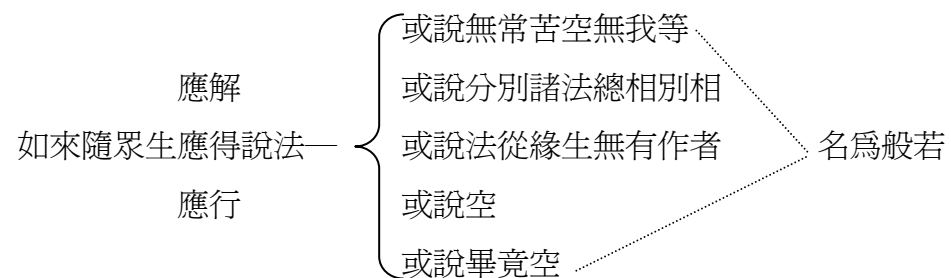 或說無常苦空無我等
應解
或說分別諸法總相別相
如來隨眾生應得說法
或說法從緣生無有作者
名爲般若
應行
或說空
或說畢竟空